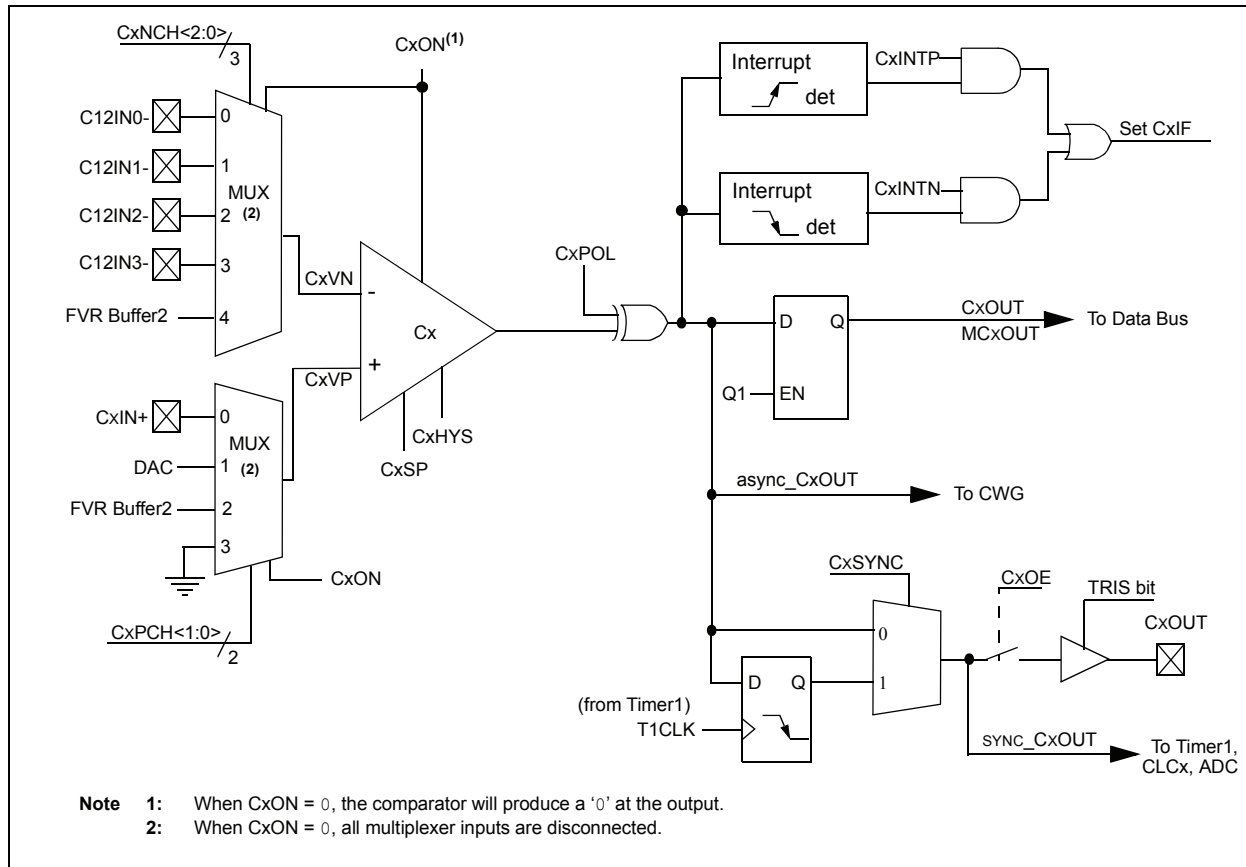 CxNCH<2:0>
3
CxON(1)
C12IN0-
0
C12IN1-
1
MUX
(2)
C12IN2-
2
C12IN3-
3
FVR Buffer2
4
CxVN
-
Cx
+
CxVP
CxHYS
CxSP
CxIN+
0
MUX
(2)
DAC
1
FVR Buffer2
2
3
CxON
CxPCH<1:0>
2
CxPOL
Interrupt
det
CxINTP
Interrupt
det
CxINTN
Set CxIF
D
Q
Q1
EN
CxOUT
MCxOUT
To Data Bus
async_CxOUT
To CWG
CxSYNC
0
1
D
Q
(from Timer1)
T1CLK
CxOE
TRIS bit
CxOUT
SYNC_CxOUT
To Timer1,
CLCx, ADC
Note 1: When CxON = 0, the comparator will produce a ‘0’ at the output.
2: When CxON = 0, all multiplexer inputs are disconnected.